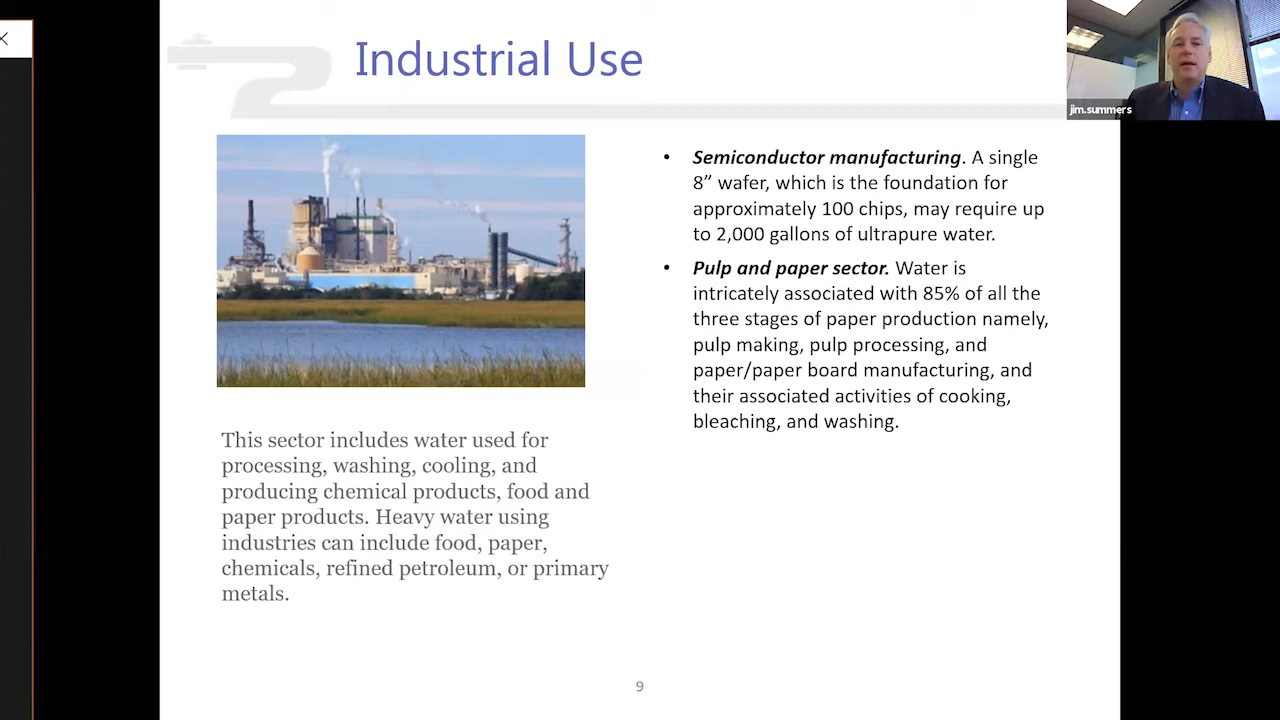 Industrial Use
jim.summers
• Semiconductor manufacturing. A single
8” wafer, which is the foundation for
approximately 100 chips, may require up
to 2,000 gallons of ultrapure water.
• Pulp and paper sector. Water is
intricately associated with 85% of all the
three stages of paper production namely,
pulp making, pulp processing, and
paper/paper board manufacturing, and
their associated activities of cooking,
bleaching, and washing.
This sector includes water used for
processing, washing, cooling, and
producing chemical products, food and
paper products. Heavy water using
industries can include food, paper,
chemicals, refined petroleum, or primary
metals.
9